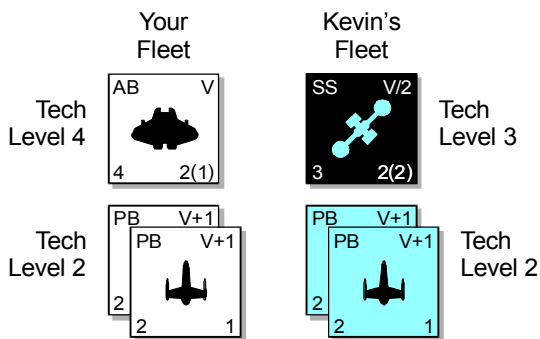 Your Fleet
Kevin's Fleet
Tech Level 4
AB V
4 2(1)
SS V/2
3 2(2)
Tech Level 3
Tech Level 2
PB V+1
2
PB V+1
2 1
PB V+1
2
PB V+1
2 1
Tech Level 2